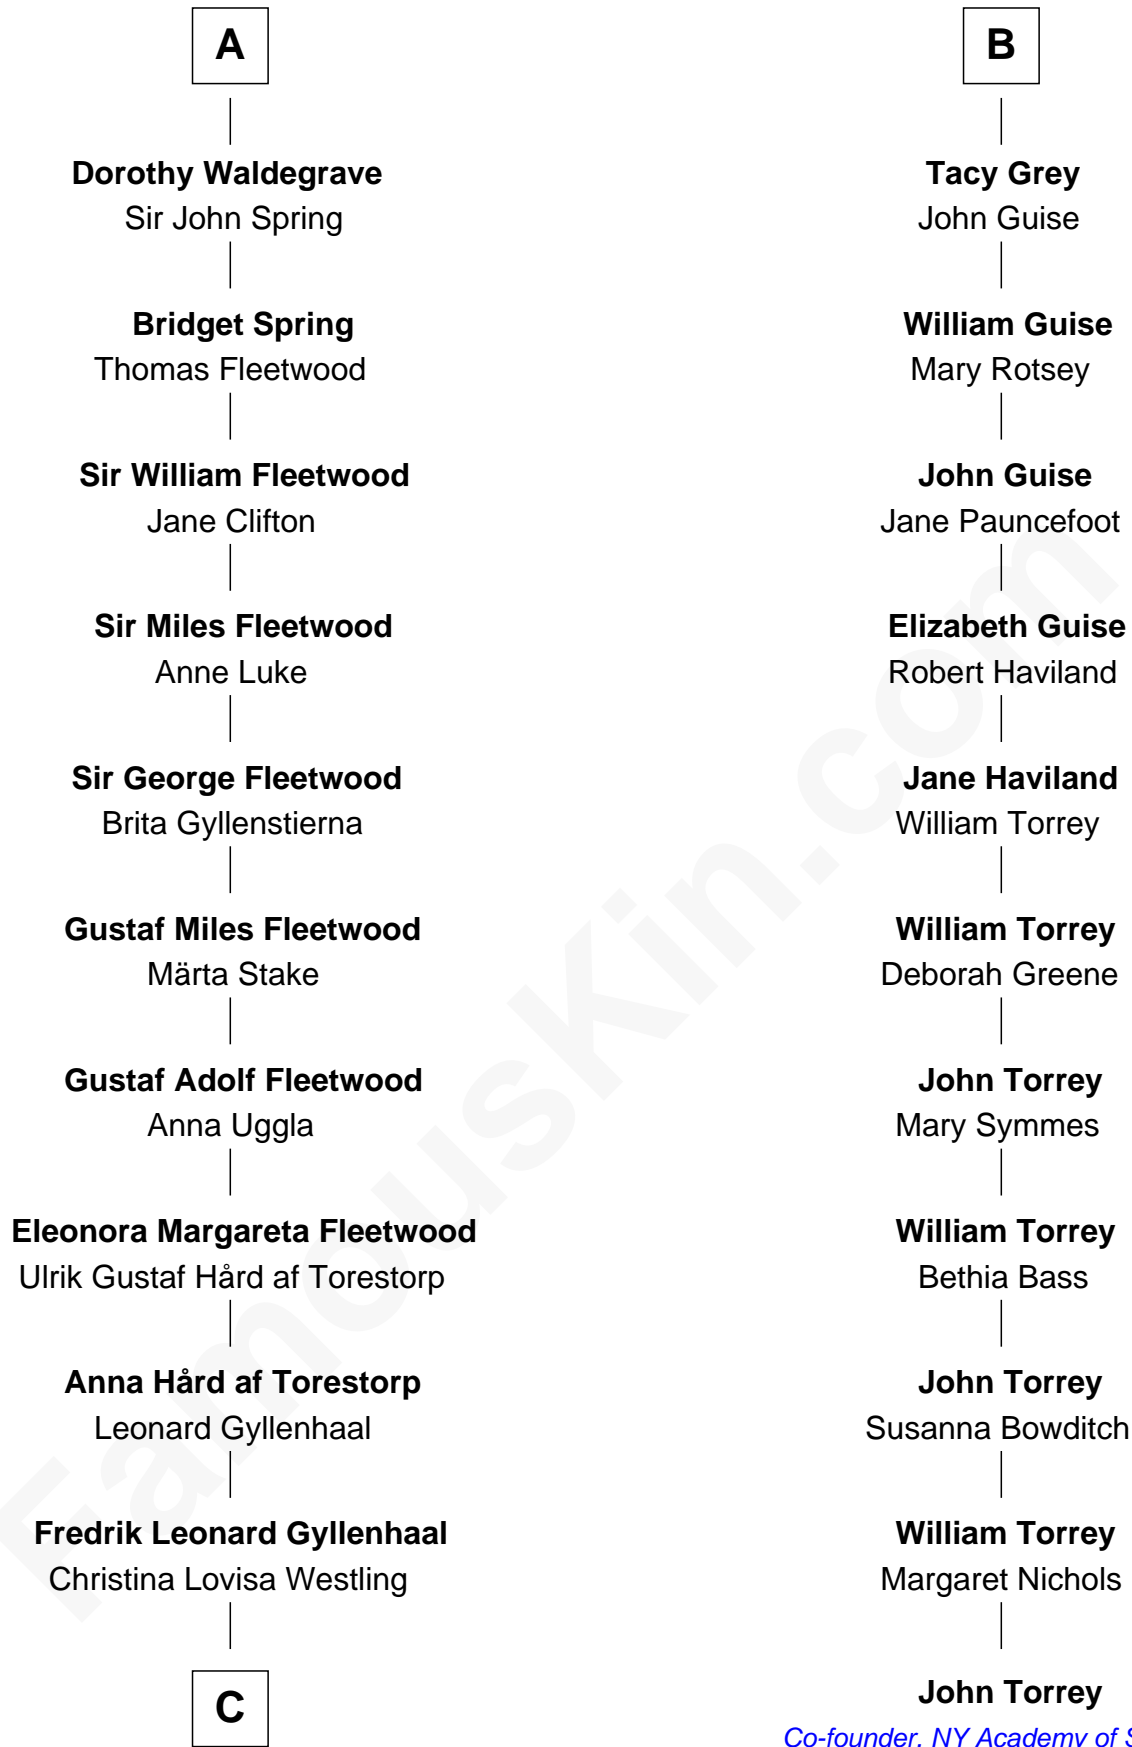 A
Dorothy Waldegrave
Sir John Spring
Bridget Spring
Thomas Fleetwood
Sir William Fleetwood
Jane Clifton
Sir Miles Fleetwood
Anne Luke
Sir George Fleetwood
Brita Gyllenstierna
Gustaf Miles Fleetwood
Märta Stake
Gustaf Adolf Fleetwood
Anna Uggla
Eleonora Margareta Fleetwood
Ulrik Gustaf Hård af Torestorp
Anna Hård af Torestorp
Leonard Gyllenhaal
Fredrik Leonard Gyllenhaal
Christina Lovisa Westling
C
B
Tacy Grey
John Guise
William Guise
Mary Rotsey
John Guise
Jane Pauncefoot
Elizabeth Guise
Robert Haviland
Jane Haviland
William Torrey
William Torrey
Deborah Greene
John Torrey
Mary Symmes
William Torrey
Bethia Bass
John Torrey
Susanna Bowditch
William Torrey
Margaret Nichols
John Torrey
Co-founder, NY Academy of
FamousKin.com